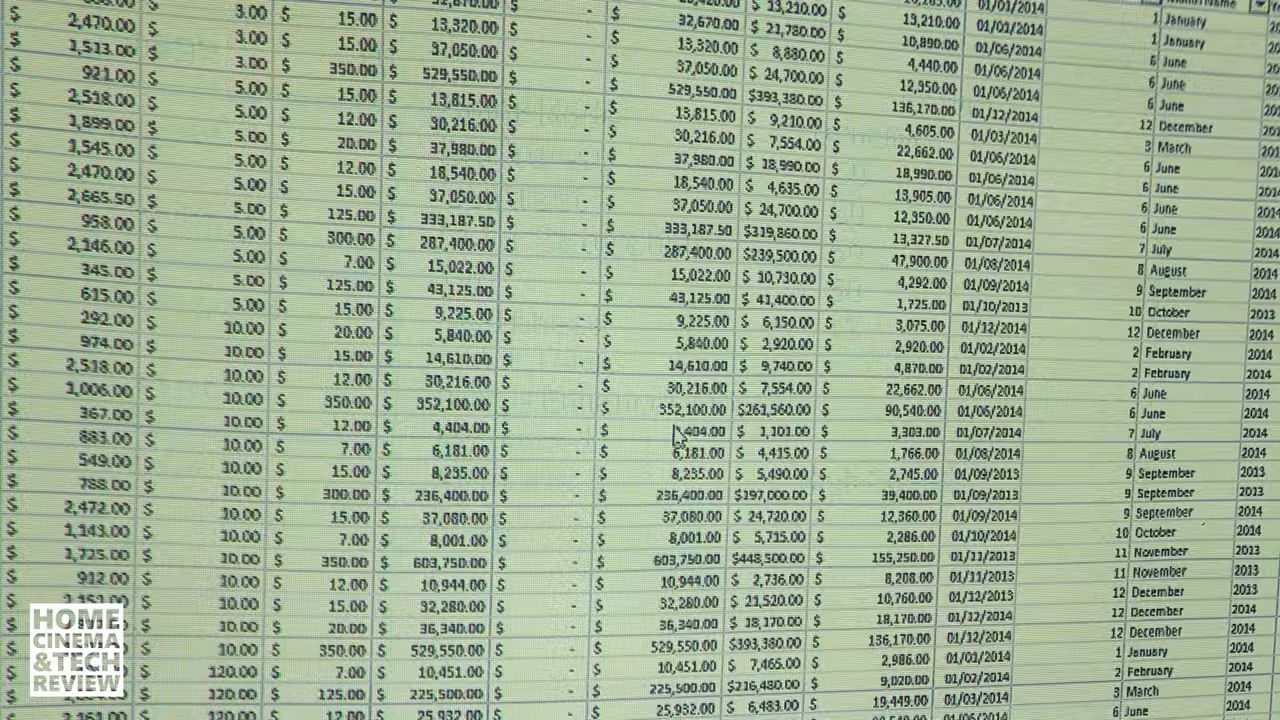 $ 13,210.00 $ 01/01/2014 1 January
$ 32,670.00 $ 21,780.00 10,890.00 01/01/2014 1 January
3.00 $ 15.00 $ 13,320.00 $ - $ 13,320.00 $ 8,880.00 $ 4,440.00 01/06/2014 6 June
$ 2,470.00 $ 3.00 $ 15.00 $ 37,050.00 $ - $ 37,050.00 $ 24,700.00 $ 12,350.00 01/06/2014 6 June
$ 1,513.00 $ 3.00 $ 350.00 $ 529,550.00 $ - $ 529,550.00 $393,380.00 $ 136,170.00 01/12/2014 12 December
$ 921.00 $ 5.00 $ 15.00 $ 13,815.00 $ - $ 13,815.00 $ 9,210.00 $ 4,605.00 01/03/2014 3 March
$ 2,518.00 $ 5.00 $ 12.00 $ 30,216.00 $ - $ 30,216.00 $ 7,554.00 $ 22,662.00 01/06/2014 6 June
$ 1,899.00 $ 5.00 $ 20.00 $ 37,980.00 $ - $ 37,980.00 $ 18,990.00 $ 18,990.00 01/06/2014 6 June
$ 1,545.00 $ 5.00 $ 12.00 $ 18,540.00 $ - $ 18,540.00 $ 4,635.00 $ 13,905.00 01/06/2014 6 June
$ 2,470.00 $ 5.00 $ 15.00 $ 37,050.00 $ - $ 37,050.00 $ 24,700.00 $ 12,350.00 01/06/2014 6 June 2014
$ 2,665.50 $ 5.00 $ 125.00 $ 333,187.50 $ - $ 333,187.50 $319,860.00 $ 13,327.50 01/07/2014 7 July 2014
$ 958.00 $ 5.00 $ 300.00 $ 287,400.00 $ - $ 287,400.00 $239,500.00 $ 47,900.00 01/08/2014 8 August 2014
$ 2,146.00 $ 5.00 $ 7.00 $ 15,022.00 $ - $ 15,022.00 $ 10,730.00 $ 4,292.00 01/09/2014 9 September 2014
$ 345.00 $ 5.00 $ 125.00 $ 43,125.00 $ - $ 43,125.00 $ 41,400.00 $ 1,725.00 01/10/2013 10 October 2013
$ 615.00 $ 5.00 $ 15.00 $ 9,225.00 $ - $ 9,225.00 $ 6,150.00 $ 3,075.00 01/12/2014 12 December 2014
$ 292.00 $ 10.00 $ 20.00 $ 5,840.00 $ - $ 5,840.00 $ 2,920.00 $ 2,920.00 01/02/2014 2 February 2014
$ 974.00 $ 10.00 $ 15.00 $ 14,610.00 $ - $ 14,610.00 $ 9,740.00 $ 4,870.00 01/02/2014 2 February 2014
$ 2,518.00 $ 10.00 $ 12.00 $ 30,216.00 $ - $ 30,216.00 $ 7,554.00 $ 22,662.00 01/06/2014 6 June 2014
$ 1,006.00 $ 10.00 $ 350.00 $ 352,100.00 $ - $ 352,100.00 $261,560.00 $ 90,540.00 01/06/2014 6 June 2014
$ 367.00 $ 10.00 $ 12.00 $ 4,404.00 $ - $ 4,404.00 $ 1,101.00 $ 3,303.00 01/07/2014 7 July 2014
$ 883.00 $ 10.00 $ 7.00 $ 6,181.00 $ - $ 6,181.00 $ 4,415.00 $ 1,766.00 01/08/2014 8 August 2014
$ 549.00 $ 10.00 $ 15.00 $ 8,235.00 $ - $ 8,235.00 $ 5,490.00 $ 2,745.00 01/09/2013 9 September 2013
$ 788.00 $ 10.00 $ 300.00 $ 236,400.00 $ - $ 236,400.00 $197,000.00 $ 39,400.00 01/09/2013 9 September 2013
$ 2,472.00 $ 10.00 $ 15.00 $ 37,080.00 $ - $ 37,080.00 $ 24,720.00 $ 12,360.00 01/09/2014 9 September 2014
$ 1,143.00 $ 10.00 $ 7.00 $ 8,001.00 $ - $ 8,001.00 $ 5,715.00 $ 2,286.00 01/10/2014 10 October 2014
$ 1,725.00 $ 10.00 $ 350.00 $ 603,750.00 $ - $ 603,750.00 $448,500.00 $ 155,250.00 01/11/2013 11 November 2013
$ 912.00 $ 10.00 $ 12.00 $ 10,944.00 $ - $ 10,944.00 $ 2,736.00 $ 8,208.00 01/11/2013 11 November 2013
$ 10.00 $ 15.00 $ 32,280.00 $ - $ 32,280.00 $ 21,520.00 $ 10,760.00 01/12/2013 12 December 2013
$ 10.00 $ 20.00 $ 36,340.00 $ - $ 36,340.00 $ 18,170.00 $ 18,170.00 01/12/2014 12 December 2014
$ 10.00 $ 350.00 $ 529,550.00 $ - $ 529,550.00 $393,380.00 $ 136,170.00 01/12/2014 12 December 2014
$ 120.00 $ 7.00 $ 10,451.00 $ - $ 10,451.00 $ 7,465.00 $ 2,986.00 01/01/2014 1 January 2014
$ 120.00 $ 125.00 $ 225,500.00 $ - $ 225,500.00 $216,480.00 $ 9,020.00 01/02/2014 2 February 2014
$ 2,161.00 $ 120.00 $ 12.00 $ 25,932.00 $ - $ 25,932.00 $ 6,483.00 $ 19,449.00 01/03/2014 3 March 2014
01/06/2014 6 June 2014
HOME
CINEMA
&TECH
REVIEW